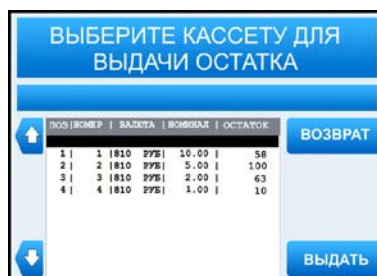 ВЫБЕРИТЕ КАССЕТУ ДЛЯ
ВЫДАЧИ ОСТАТКА
ПОЗ|НОМЕР | ВАЛЮТА | НОМИНАЛ | ОСТАТОК
1| 1 |810 РУБ| 10.00 | 58
2| 2 |810 РУБ| 5.00 | 100
3| 3 |810 РУБ| 2.00 | 63
4| 4 |810 РУБ| 1.00 | 10
ВОЗВРАТ
ВЫДАТЬ